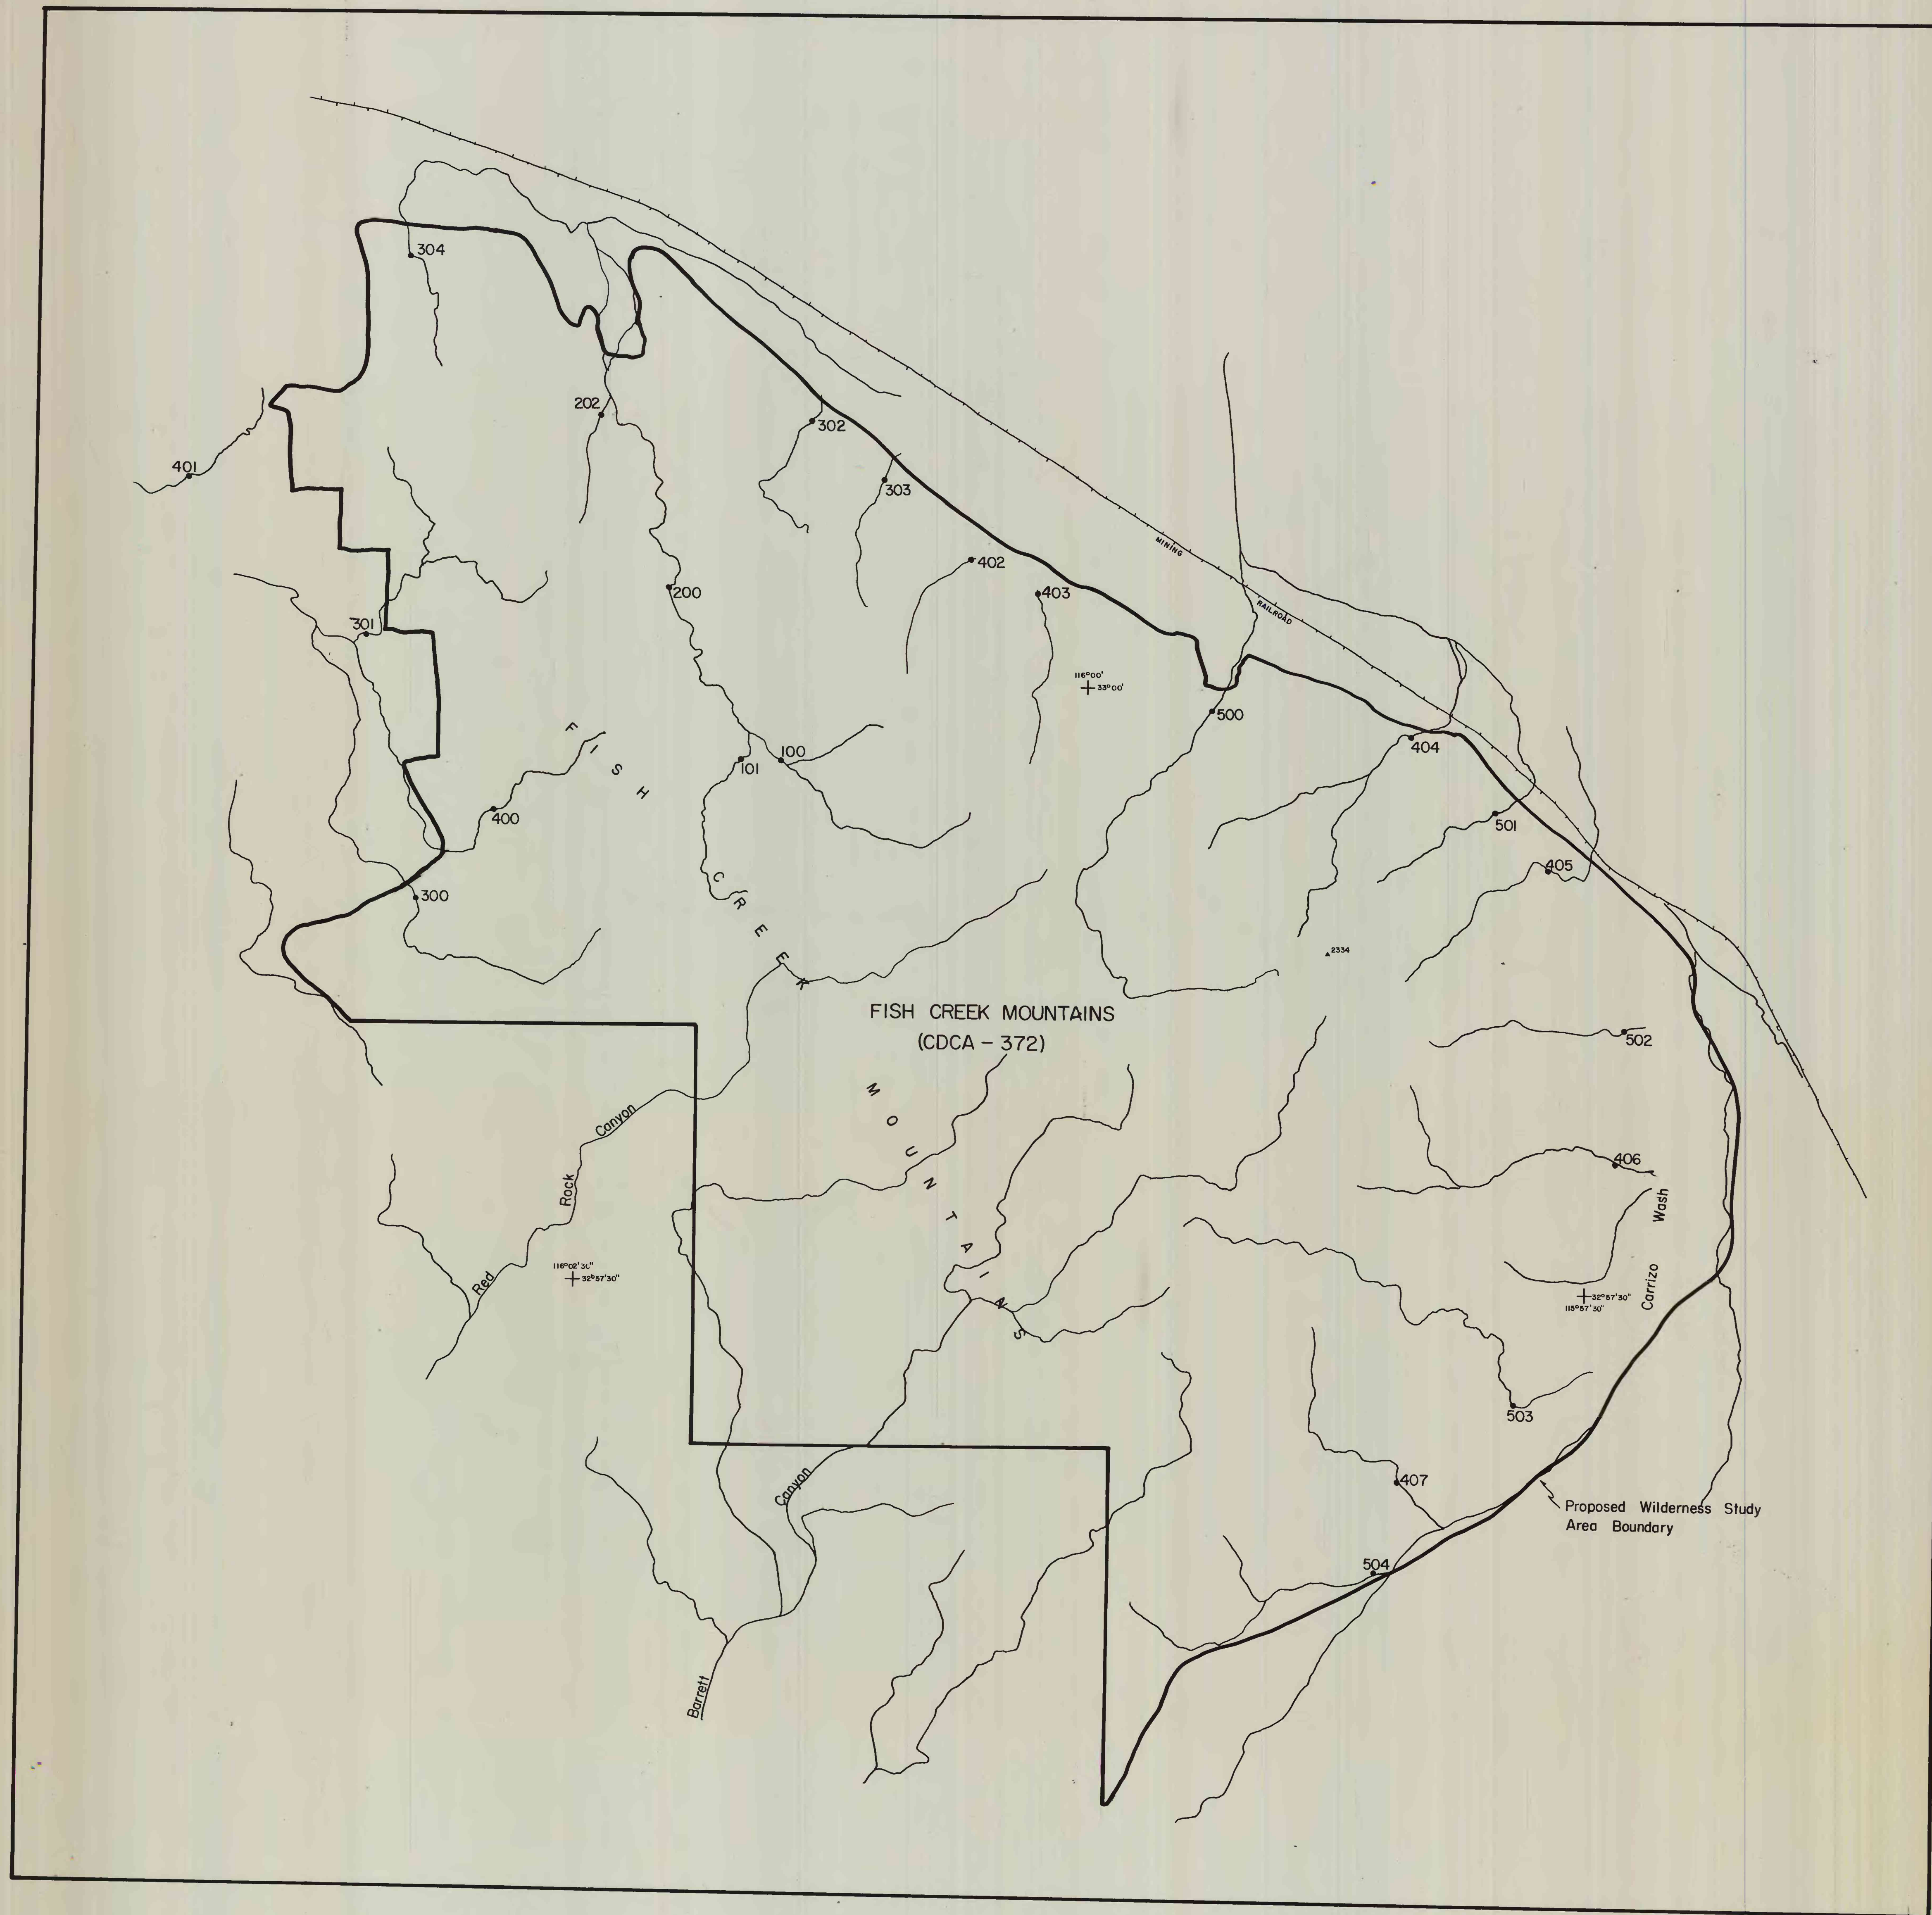 304
202
302
401
303
402
200
403
301
MINING
RAILROAD
116°00'
33°00'
500
404
100
101
400
501
405
300
FISH CREEK MOUNTAINS
2334
FISH CREEK MOUNTAINS
(CDCA - 372)
502
406
Red Rock Canyon
Carrizo Wash
116°02'30"
32°57'30"
32°57'30"
115°57'30"
503
407
Proposed Wilderness Study
Area Boundary
504
Barrett Canyon